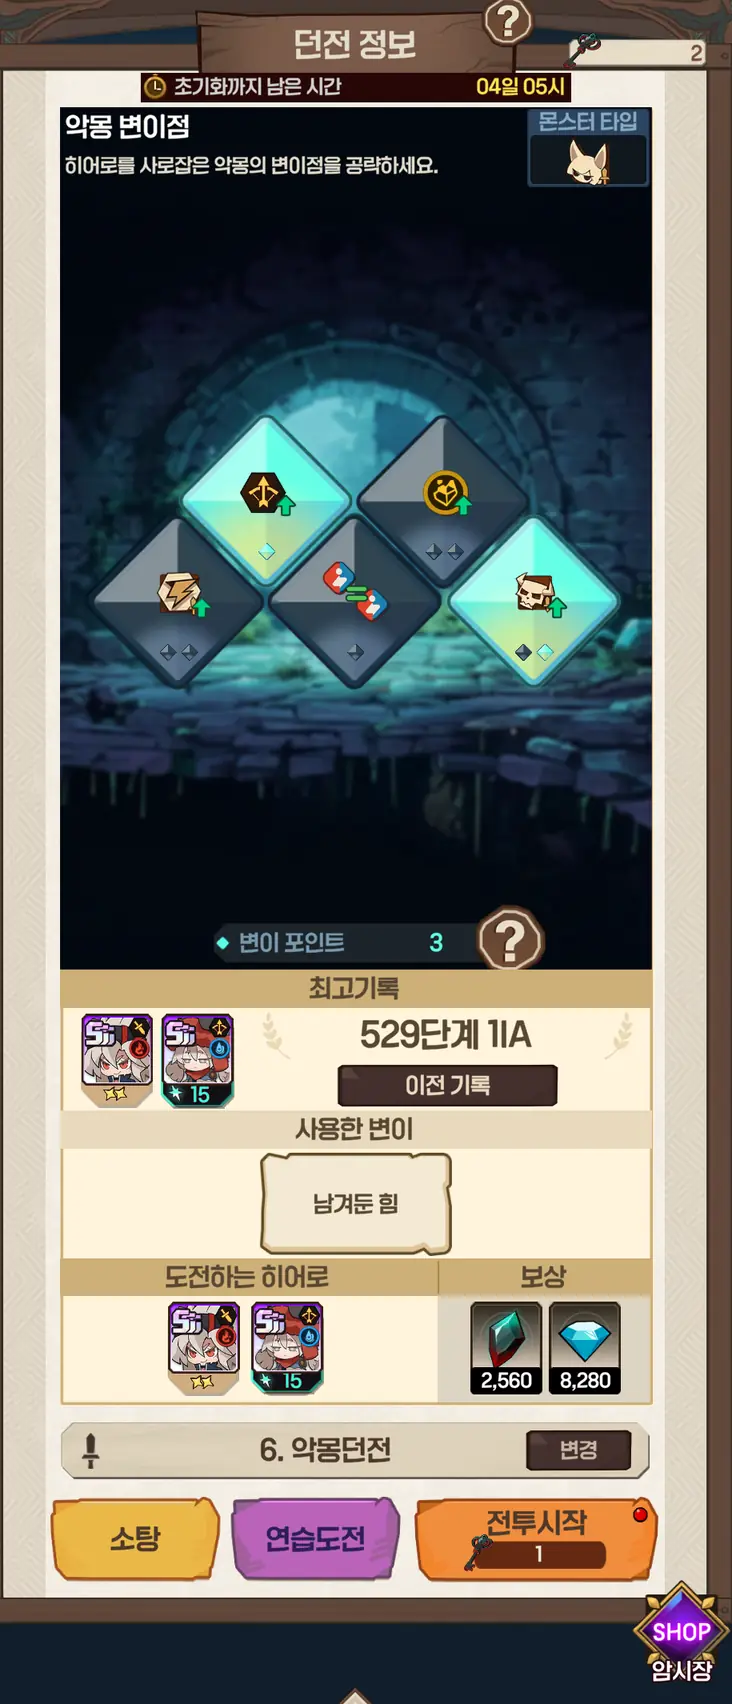 던전 정보
?
2
초기화까지 남은 시간
04일 05시
악몽 변이점
몬스터 타입
히어로를 사로잡은 악몽의 변이점을 공략하세요.
변이 포인트
3
?
최고기록
15
529단계 1IA
이전 기록
사용한 변이
남겨둔 힘
도전하는 히어로
보상
15
2,560
8,280
6. 악몽던전
변경
소탕
연습도전
전투시작
1
SHOP
암시장